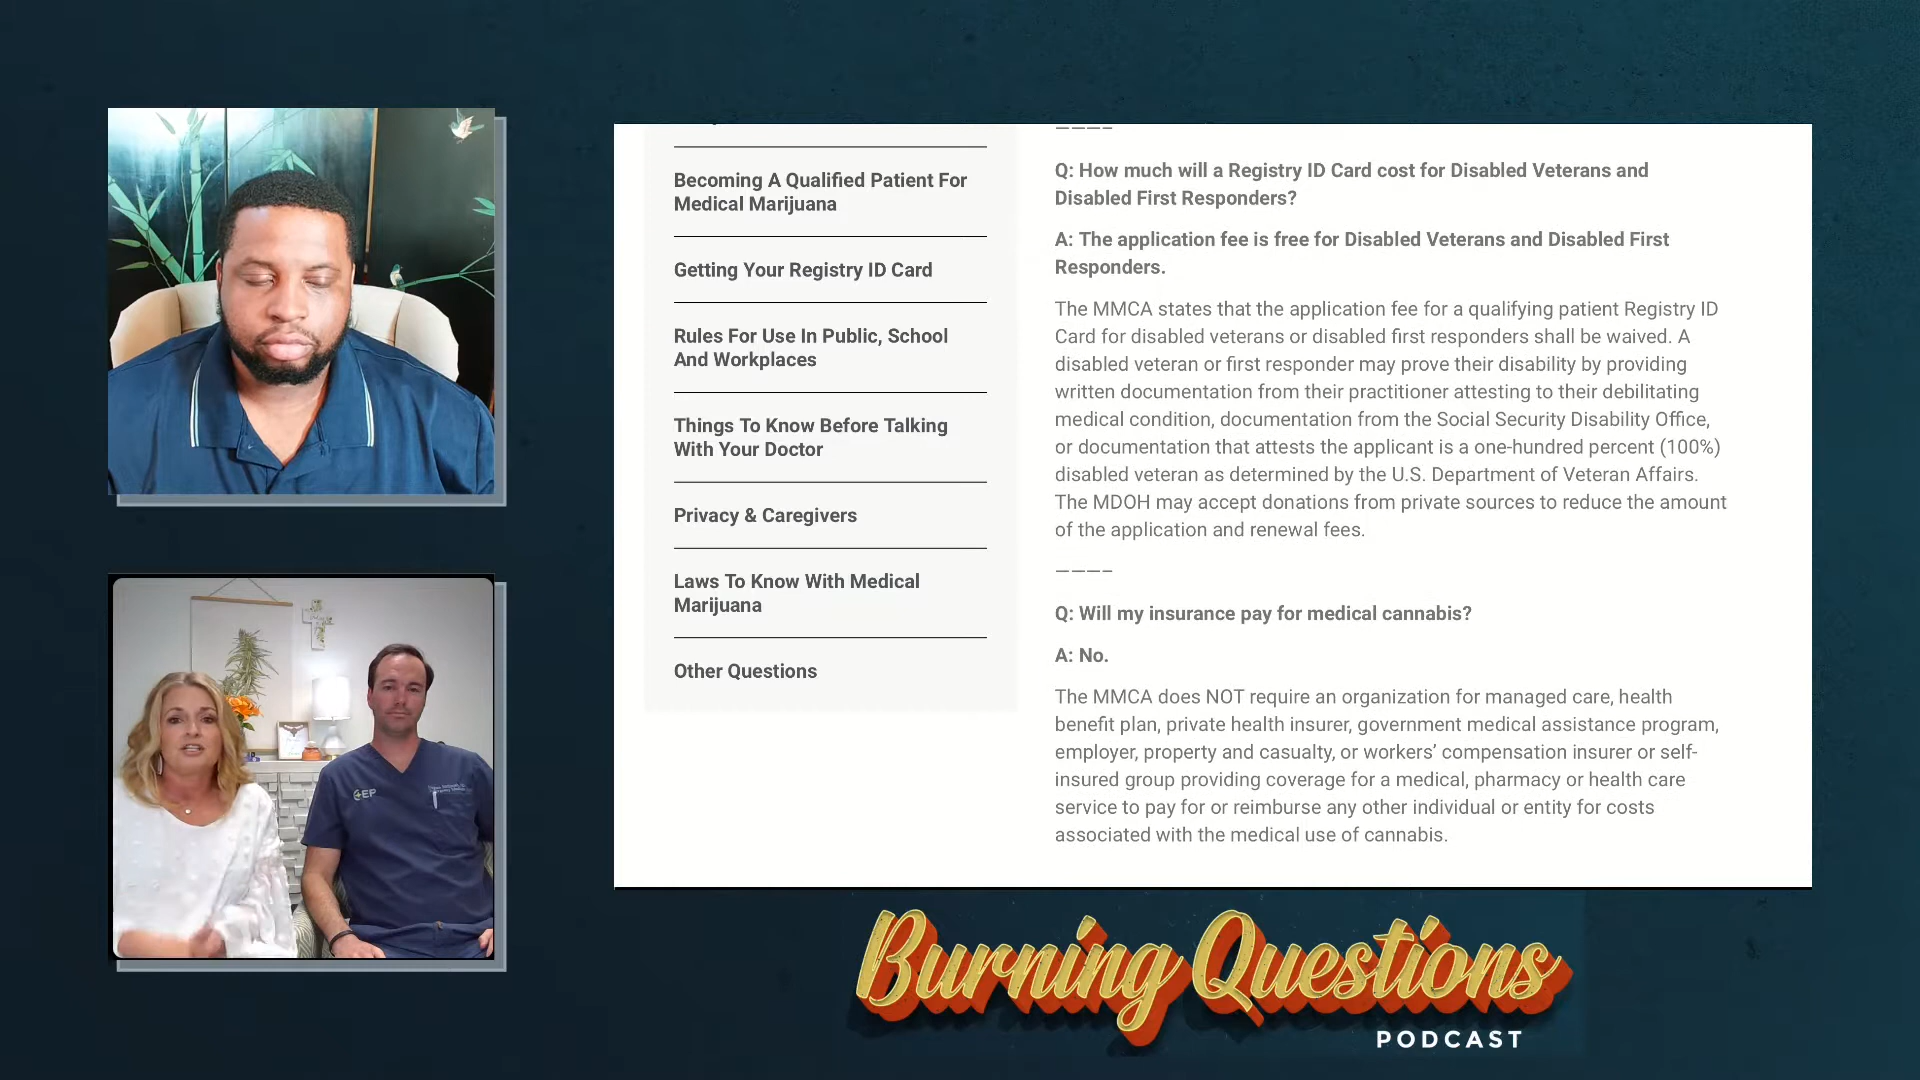 Becoming A Qualified Patient For
Medical Marijuana
Getting Your Registry ID Card
Rules For Use In Public, School
And Workplaces
Things To Know Before Talking
With Your Doctor
Privacy & Caregivers
Laws To Know With Medical
Marijuana
Other Questions
————–
Q: How much will a Registry ID Card cost for Disabled Veterans and
Disabled First Responders?
A: The application fee is free for Disabled Veterans and Disabled First
Responders.
The MMCA states that the application fee for a qualifying patient Registry ID
Card for disabled veterans or disabled first responders shall be waived. A
disabled veteran or first responder may prove their disability by providing
written documentation from their practitioner attesting to their debilitating
medical condition, documentation from the Social Security Disability Office,
or documentation that attests the applicant is a one-hundred percent (100%)
disabled veteran as determined by the U.S. Department of Veteran Affairs.
The MDOH may accept donations from private sources to reduce the amount
of the application and renewal fees.
————–
Q: Will my insurance pay for medical cannabis?
A: No.
The MMCA does NOT require an organization for managed care, health
benefit plan, private health insurer, government medical assistance program,
employer, property and casualty, or workers’ compensation insurer or self-
insured group providing coverage for a medical, pharmacy or health care
service to pay for or reimburse any other individual or entity for costs
associated with the medical use of cannabis.
EP
Burning Questions
PODCAST